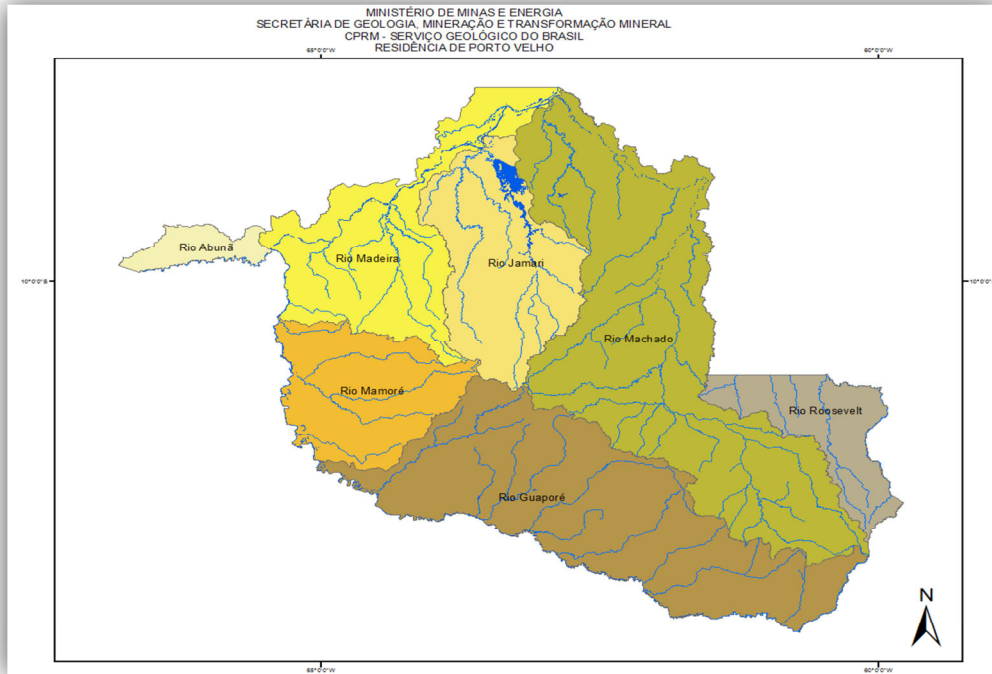 MINISTÉRIO DE MINAS E ENERGIA
SECRETÁRIA DE GEOLOGIA, MINERAÇÃO E TRANSFORMAÇÃO MINERAL
CPRM - SERVIÇO GEOLÓGICO DO BRASIL
RESIDÊNCIA DE PORTO VELHO
65°0'0"W 60°0'0"W
Rio Abunã
Rio Madeira
Rio Jamari
10°0'0"S 10°0'0"S
Rio Machado
Rio Mamoré
Rio Roosevelt
Rio Guaporé
N
65°0'0"W 60°0'0"W